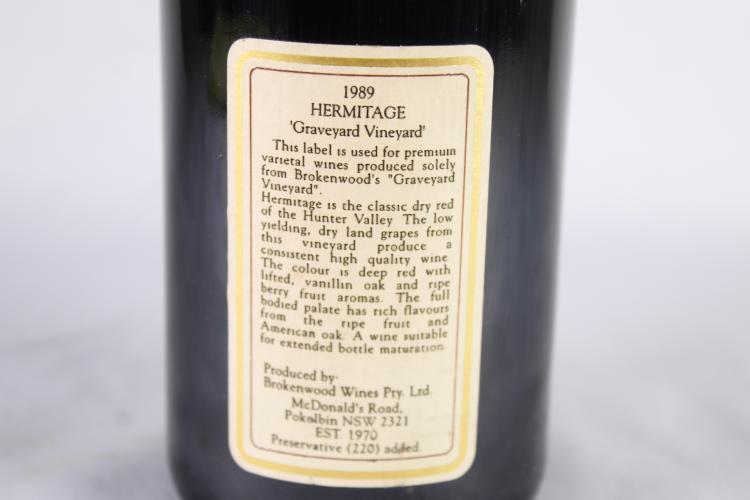 1989
HERMITAGE
'Graveyard Vineyard'
This label is used for premium
varietal wines produced solely
from Brokenwood's "Graveyard
Vineyard".
Hermitage is the classic dry red
of the Hunter Valley The low
yielding, dry land grapes from
this vineyard produce a
consistent high quality wine
The colour is deep red with
lifted, vanillin oak and ripe
berry fruit aromas. The full
bodied palate has rich flavours
from the ripe fruit and
American oak. A wine suitable
for extended bottle maturation.
Produced by-
Brokenwood Wines Pty. Ltd.
McDonald's Road,
Pokolbin NSW 2321
EST. 1970
Preservative (220) added.